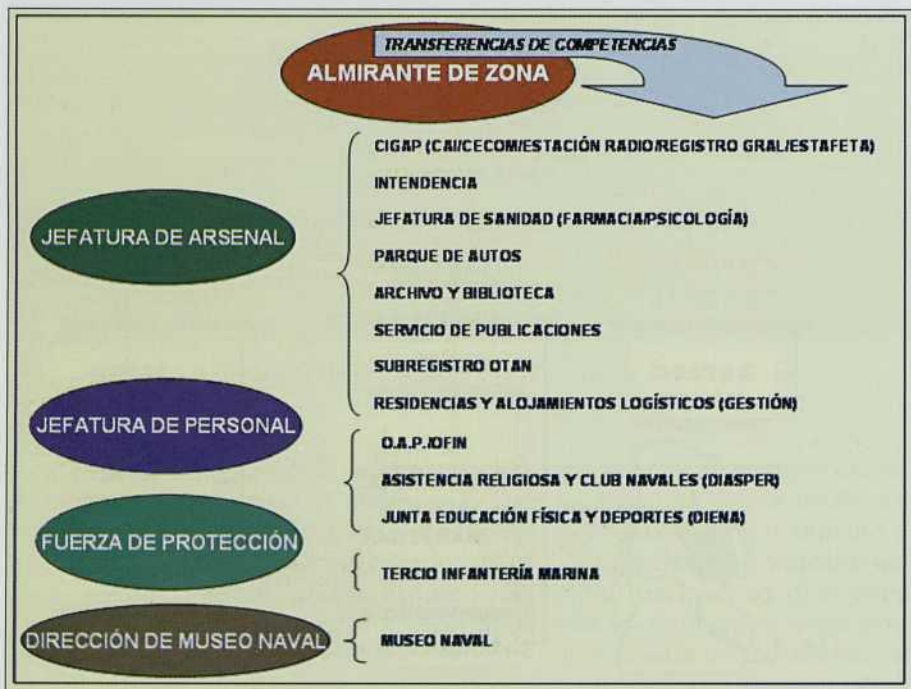 TRANSFERENCIAS DE COMPETENCIAS
ALMIRANTE DE ZONA
JEFATURA DE ARSENAL
CIGAP (CAI/CECOM/ESTACIÓN RADIO/REGISTRO GRAL/ESTAFETA)
INTENDENCIA
JEFATURA DE SANIDAD (FARMACIA/PSICOLOGÍA)
PARQUE DE AUTOS
ARCHIVO Y BIBLIOTECA
SERVICIO DE PUBLICACIONES
SUBREGISTRO OTAN
RESIDENCIAS Y ALOJAMIENTOS LOGÍSTICOS (GESTIÓN)
JEFATURA DE PERSONAL
O.A.P./OFIN
ASISTENCIA RELIGIOSA Y CLUB NAVALES (DIASPER)
JUNTA EDUCACIÓN FÍSICA Y DEPORTES (DIENA)
FUERZA DE PROTECCIÓN
TERCIO INFANTERÍA MARINA
DIRECCIÓN DE MUSEO NAVAL
MUSEO NAVAL